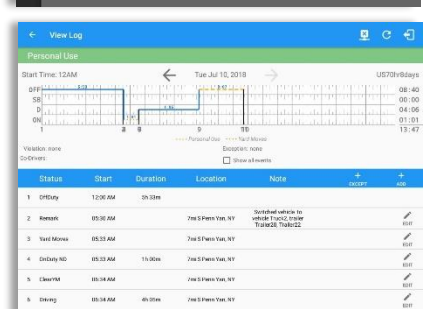 View Log
Personal Use
Start Time: 12AM
Tue Jul 10, 2018
US70hr8days
OFF 08:40
SB 00:00
D 04:06
ON 01:01
13:47
Personal Use Yard Moves
Violation: none Exception: none
Co-Drivers:
Show all events
Status Start Duration Location Note EXCEPT ADD
1 OffDuty 12:00 AM 5h 33m
2 Remark 05:30 AM 7mi S Penn Yan, NY Switched vehicle to vehicle Truck2, trailer Trailer20, Trailer22 EDIT
3 Yard Moves 05:33 AM 7mi S Penn Yan, NY EDIT
4 OnDuty ND 05:33 AM 1h 00m 7mi S Penn Yan, NY EDIT
5 ClearYM 05:34 AM 7mi S Penn Yan, NY EDIT
6 Driving 06:34 AM 4h 05m 7mi S Penn Yan, NY EDIT